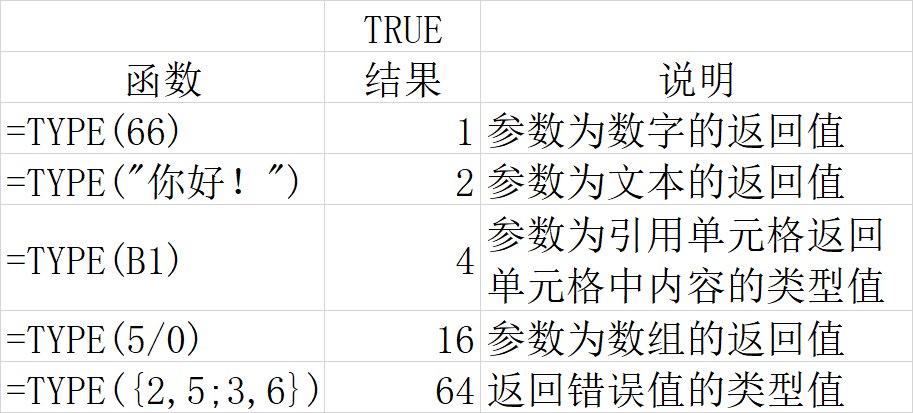 TRUE
函数 结果 说明
=TYPE(66) 1 参数为数字的返回值
=TYPE("你好！") 2 参数为文本的返回值
=TYPE(B1) 4 参数为引用单元格返回
单元格中内容的类型值
=TYPE(5/0) 16 参数为数组的返回值
=TYPE({2,5;3,6}) 64 返回错误值的类型值